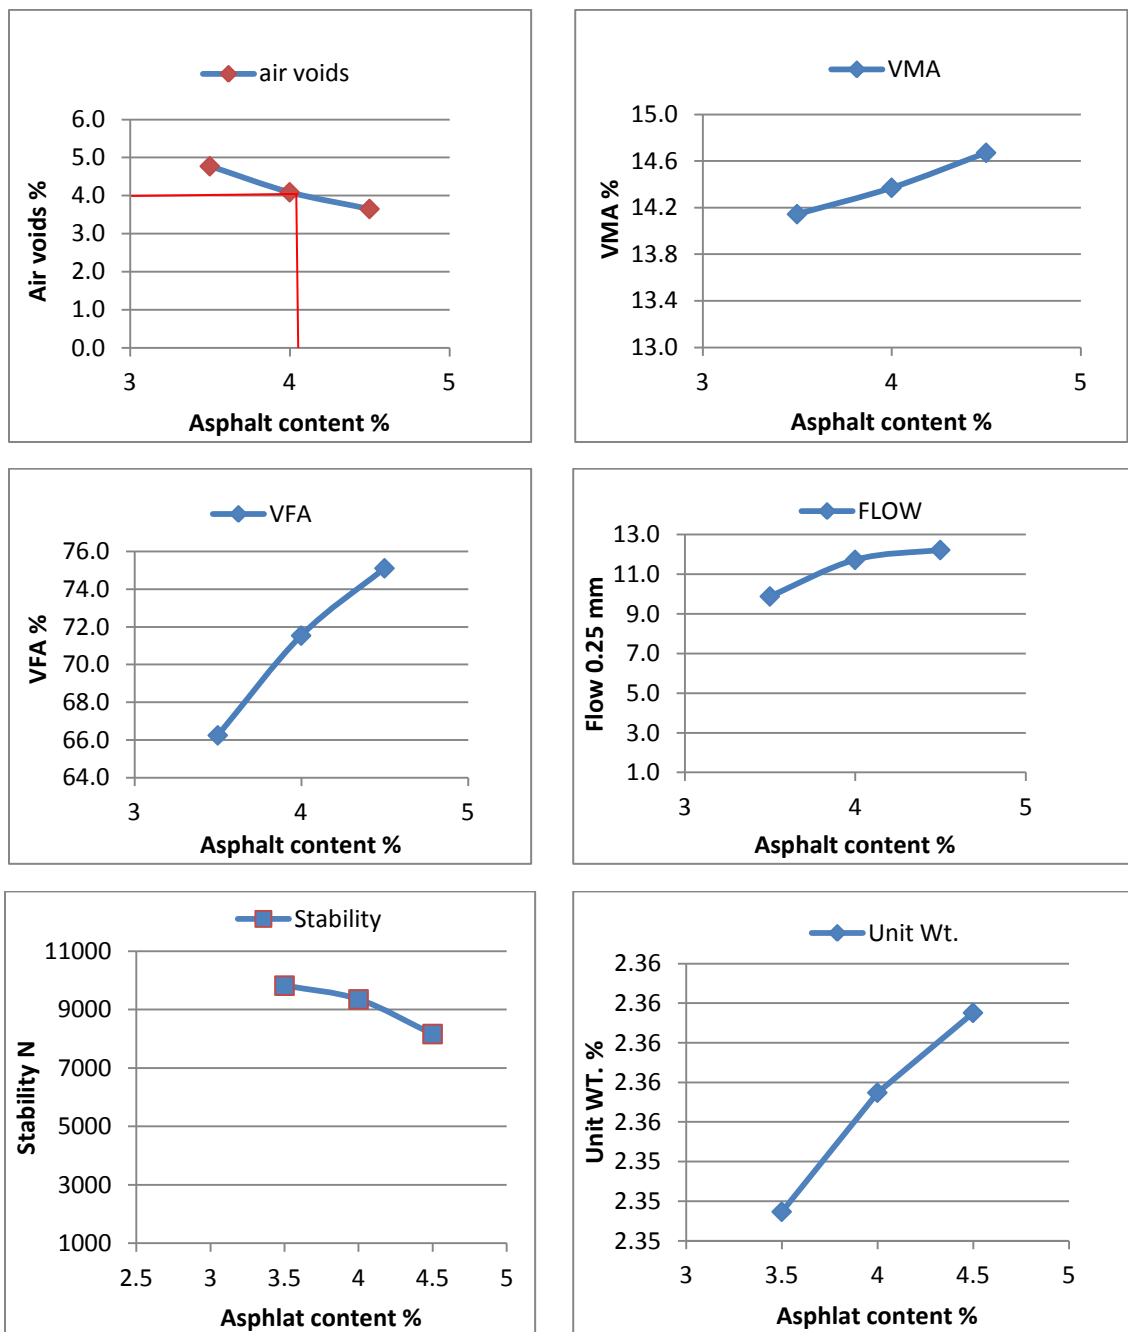 air voids
6.0
5.0
4.0
3.0
2.0
1.0
0.0
3 4 5
Air voids %
Asphalt content %
VMA
15.0
14.6
14.2
13.8
13.4
13.0
3 4 5
VMA %
Asphalt content %
VFA
76.0
74.0
72.0
70.0
68.0
66.0
64.0
3 4 5
VFA %
Asphalt content %
FLOW
13.0
11.0
9.0
7.0
5.0
3.0
1.0
3 4 5
Flow 0.25 mm
Asphalt content %
Stability
11000
9000
7000
5000
3000
1000
2.5 3 3.5 4 4.5 5
Stability N
Asphlat content %
Unit Wt.
2.36
2.36
2.36
2.36
2.36
2.35
2.35
2.35
3 3.5 4 4.5 5
Unit WT. %
Asphlat content %